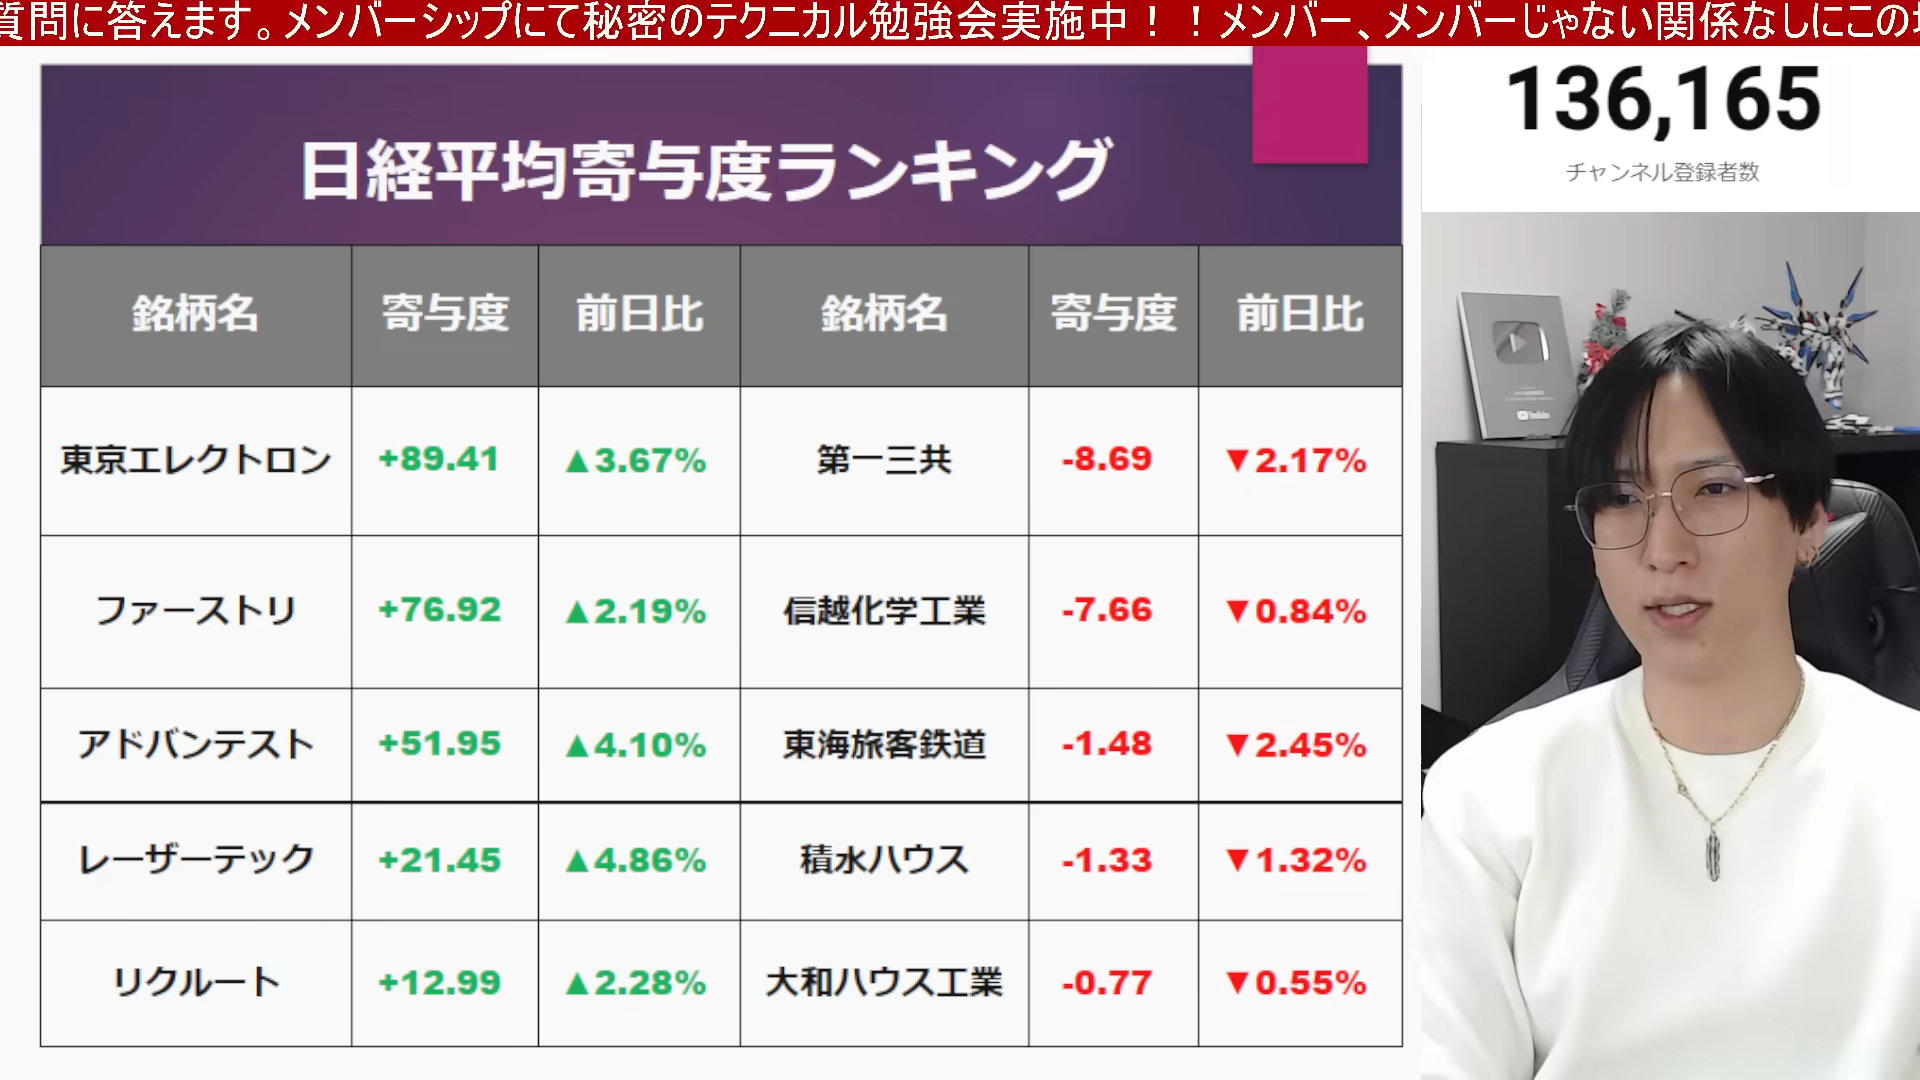 質問に答えます。メンバーシップにて秘密のテクニカル勉強会実施中！！メンバー、メンバーじゃない関係なしにこの
136,165
チャンネル登録者数
日経平均寄与度ランキング
銘柄名 寄与度 前日比 銘柄名 寄与度 前日比
東京エレクトロン +89.41 ▲3.67% 第一三共 -8.69 ▼2.17%
ファーストリ +76.92 ▲2.19% 信越化学工業 -7.66 ▼0.84%
アドバンテスト +51.95 ▲4.10% 東海旅客鉄道 -1.48 ▼2.45%
レーザーテック +21.45 ▲4.86% 積水ハウス -1.33 ▼1.32%
リクルート +12.99 ▲2.28% 大和ハウス工業 -0.77 ▼0.55%
YouTube